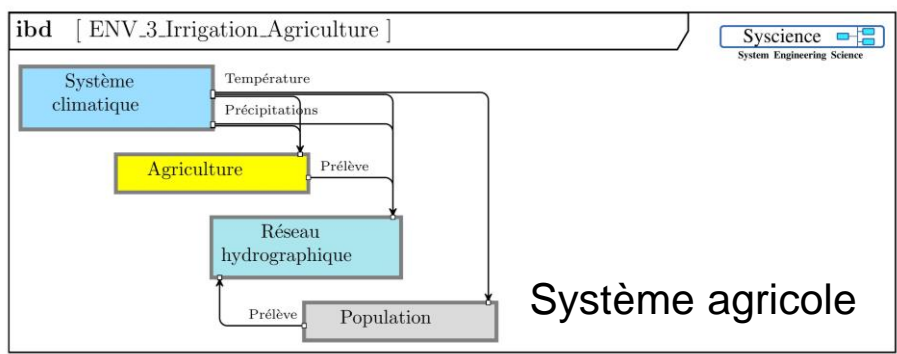 ibd [ ENV_3_Irrigation_Agriculture ]
Syscience
System Engineering Science
Système
climatique
Température
Précipitations
Agriculture
Prélève
Réseau
hydrographique
Prélève
Population
Système agricole